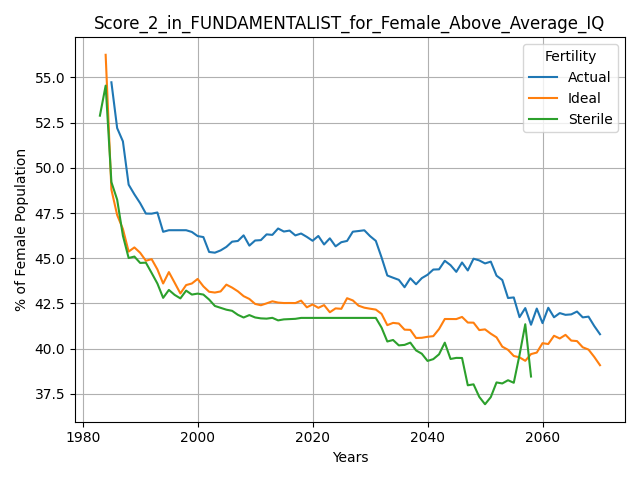 Score_2_in_FUNDAMENTALIST_for_Female_Above_Average_IQ
Fertility
Actual
Ideal
Sterile
% of Female Population
55.0
52.5
50.0
47.5
45.0
42.5
40.0
37.5
1980 2000 2020 2040 2060
Years